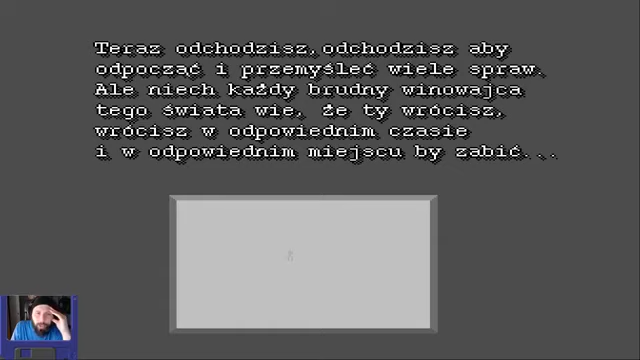 Teraz odchodzisz,odchodzisz aby
odpocząć i przemyśleć wiele spraw.
Ale niech każdy brudny winowajca
tego świata wie, że ty wrócisz,
wrócisz w odpowiednim czasie
i w odpowiednim miejscu by zabić...